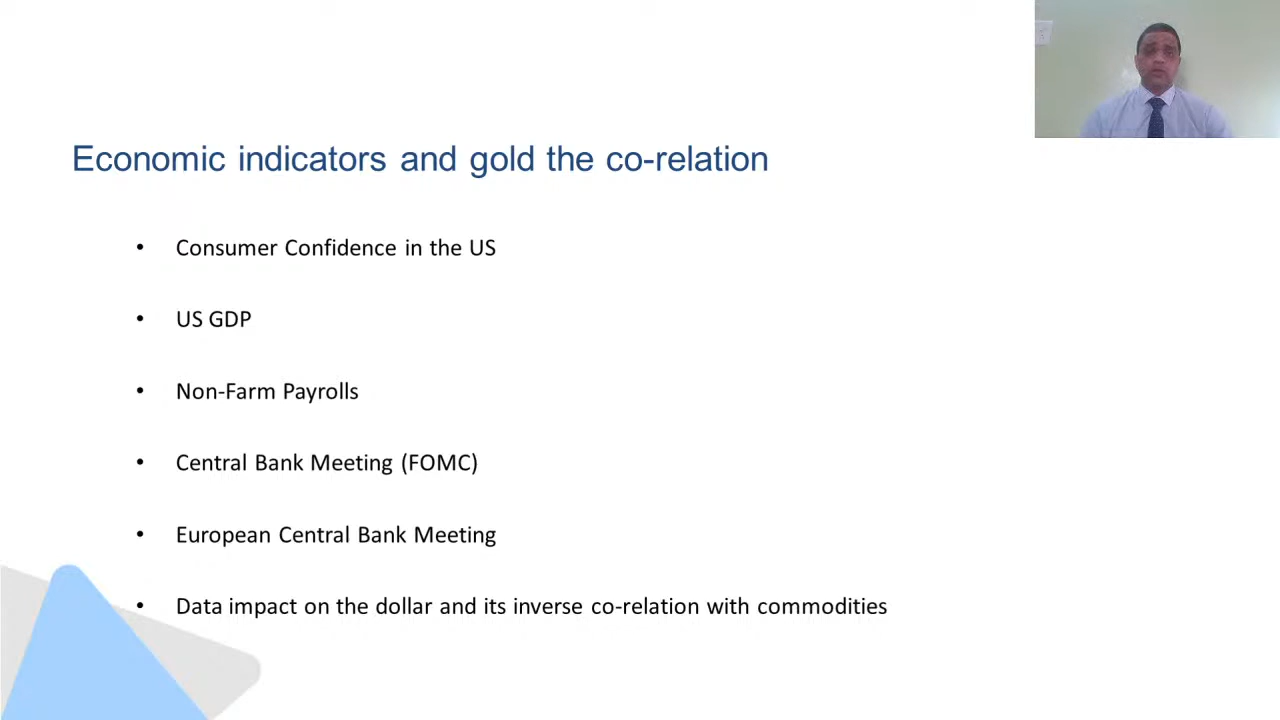 Economic indicators and gold the co-relation
• Consumer Confidence in the US
• US GDP
• Non-Farm Payrolls
• Central Bank Meeting (FOMC)
• European Central Bank Meeting
• Data impact on the dollar and its inverse co-relation with commodities